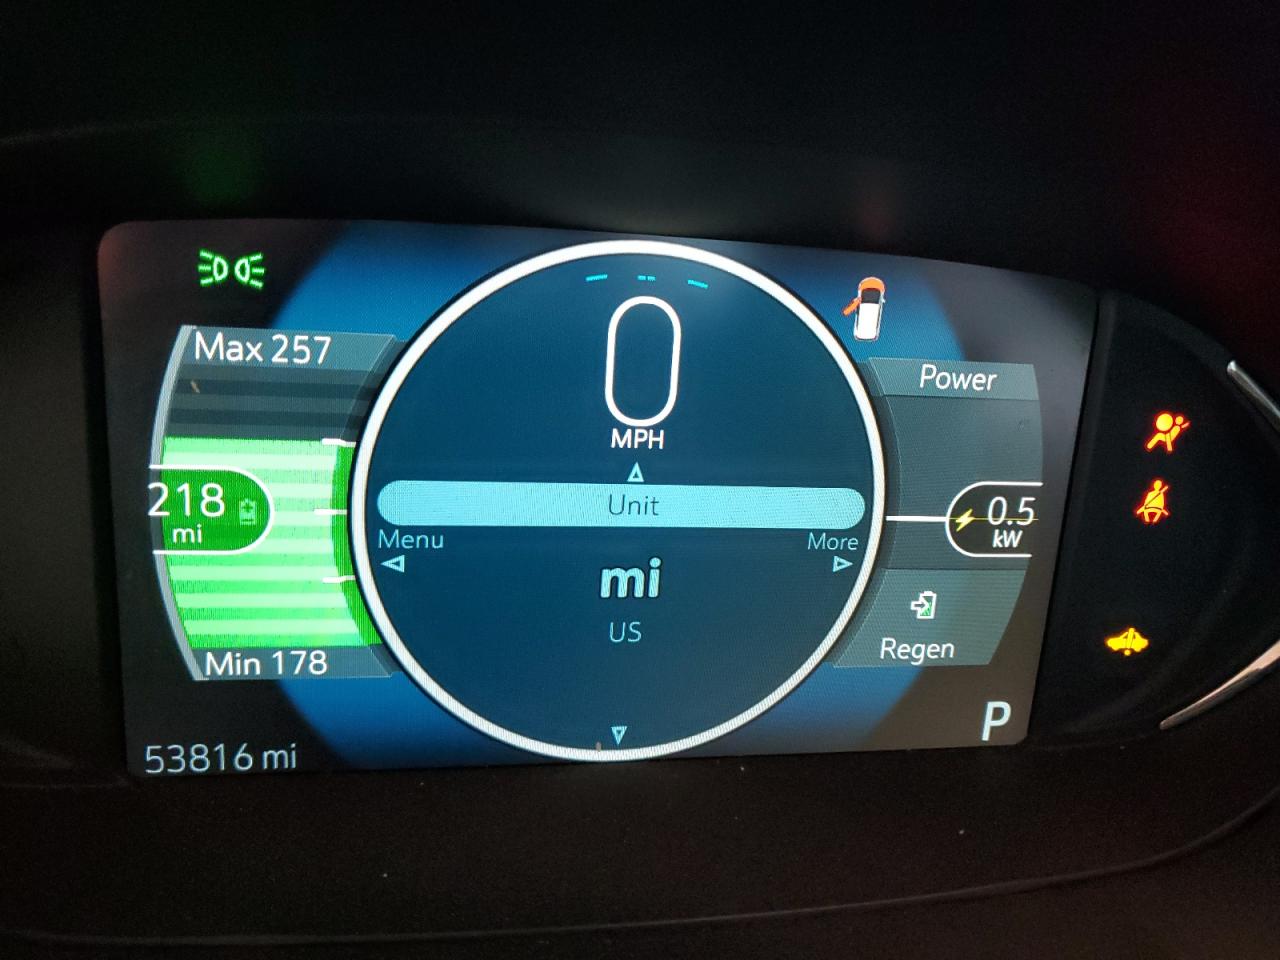 Max 257
218
mi
Min 178
53816 mi
0
MPH
Unit
Menu
More
mi
US
Power
0.5
kW
Regen
P